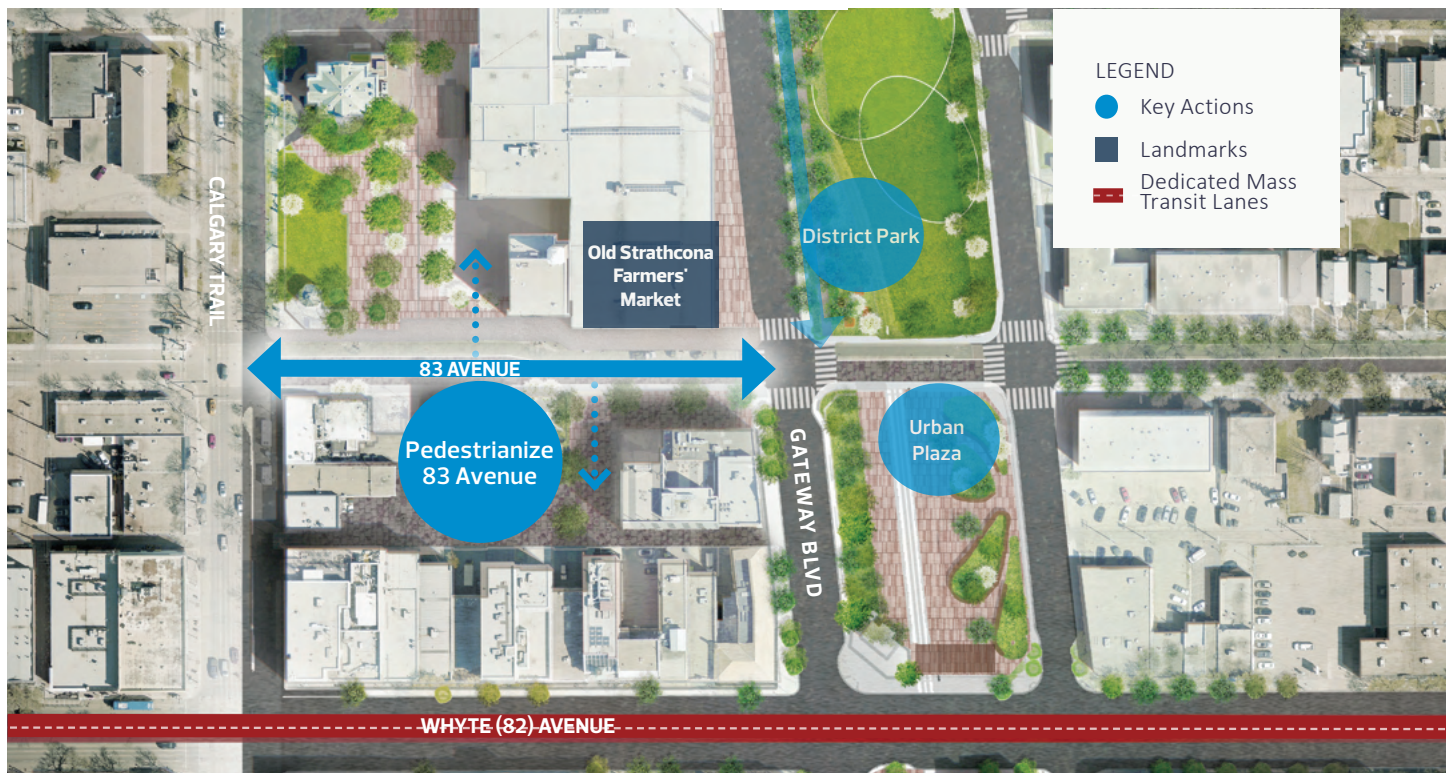 LEGEND
Key Actions
Landmarks
Dedicated Mass
Transit Lanes
CALGARY TRAIL
District Park
Old Strathcona
Farmers'
Market
83 AVENUE
Pedestrianize
83 Avenue
Urban
Plaza
GATEWAY BLVD
WHYTE (82) AVENUE